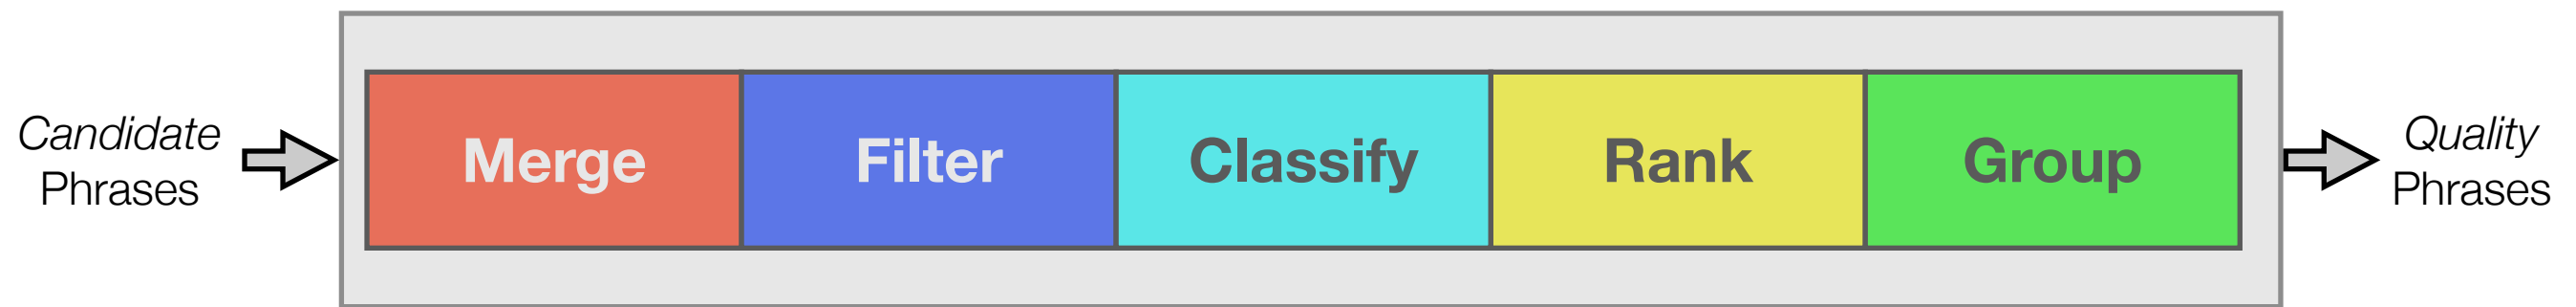 Candidate
Phrases
Merge
Filter
Classify
Rank
Group
Quality
Phrases